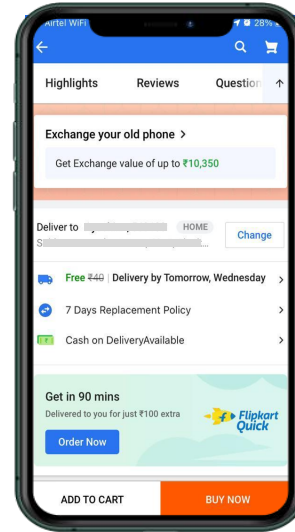 Airtel WiFi 28%
Highlights Reviews Question
Exchange your old phone >
Get Exchange value of up to ₹10,350
Deliver to HOME
Change
Free ₹40 | Delivery by Tomorrow, Wednesday
7 Days Replacement Policy
Cash on DeliveryAvailable
Get in 90 mins
Delivered to you for just ₹100 extra
Flipkart
Quick
Order Now
ADD TO CART BUY NOW